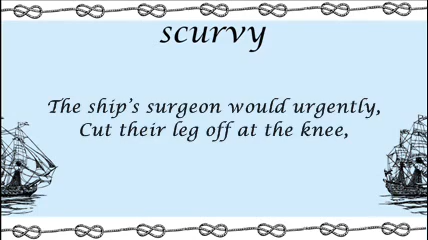 scurvy
The ship's surgeon would urgently,
Cut their leg off at the knee,